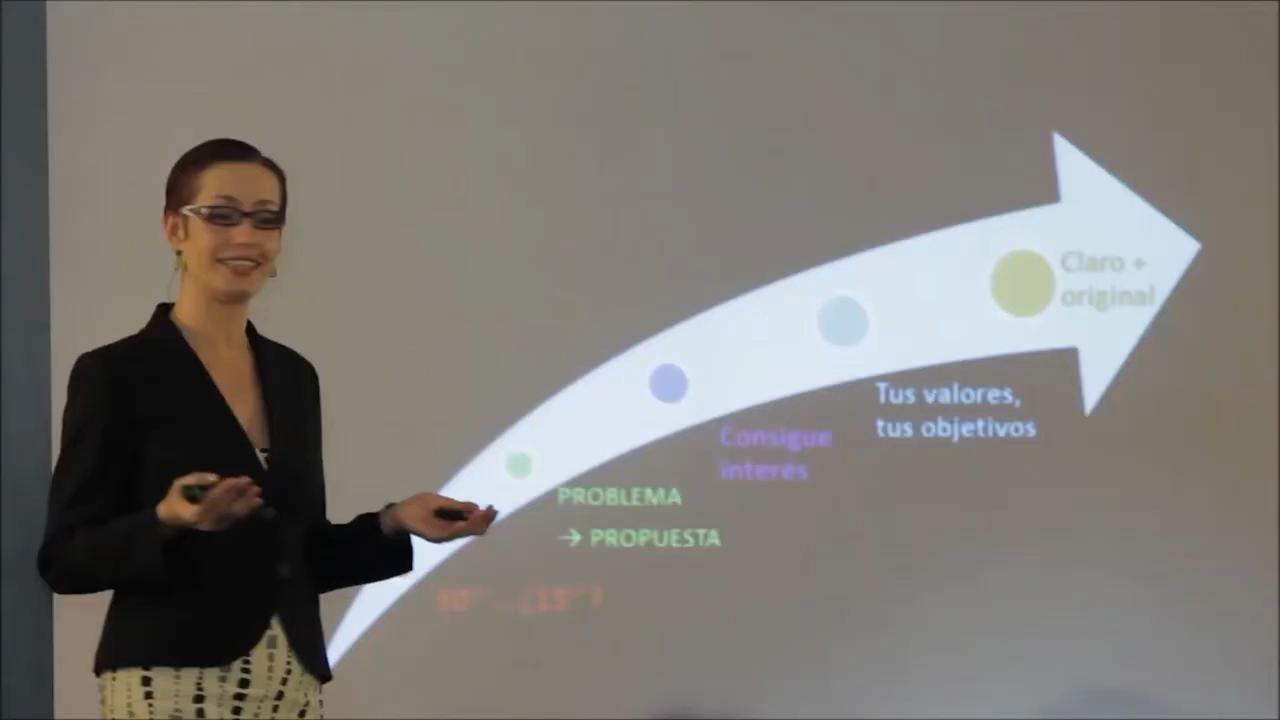 Claro +
original
Tus valores,
tus objetivos
Consigue
interes
PROBLEMA
→ PROPUESTA